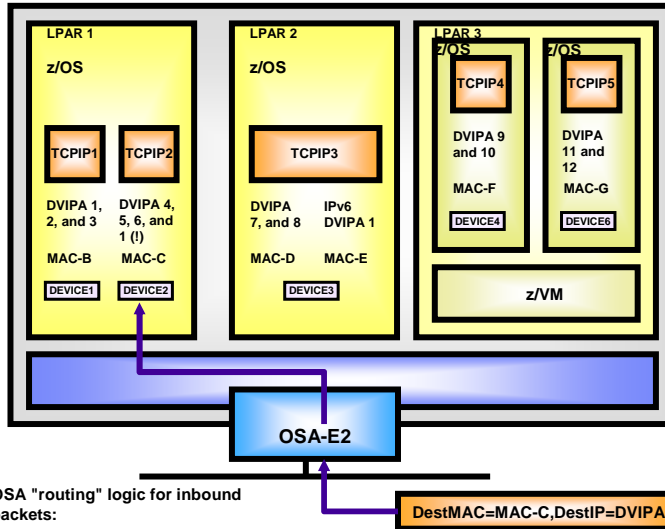 LPAR 1
z/OS
TCPIP1
TCPIP2
DVIPA 1,
2, and 3
DVIPA 4,
5, 6, and
1 (!)
MAC-B
MAC-C
DEVICE1
DEVICE2
LPAR 2
z/OS
TCPIP3
DVIPA
7, and 8
IPv6
DVIPA 1
MAC-D
MAC-E
DEVICE3
LPAR 3
z/OS
z/OS
TCPIP4
TCPIP5
DVIPA 9
and 10
DVIPA
11 and
12
MAC-F
MAC-G
DEVICE4
DEVICE6
z/VM
OSA-E2
OSA "routing" logic for inbound
packets:
DestMAC=MAC-C,DestIP=DVIPA